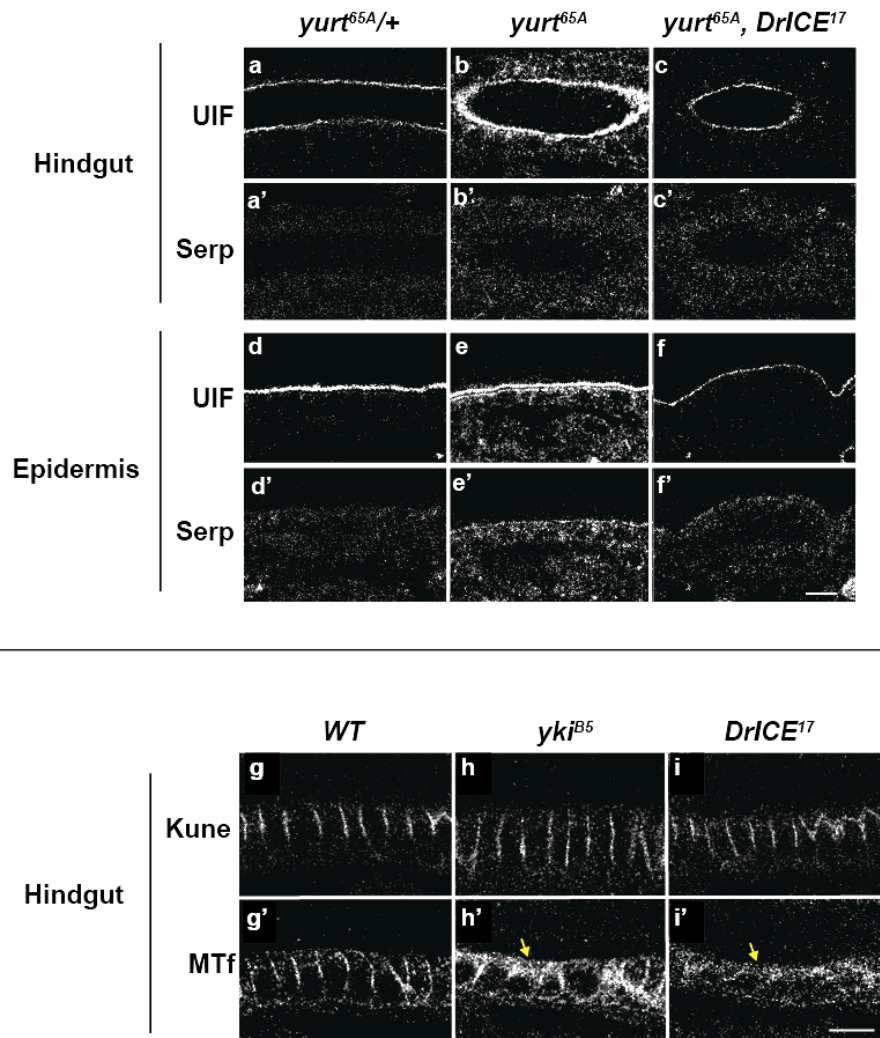 yurt65A/+ yurt65A yurt65A, DrICE17
a b c
UIF
Hindgut
a' b' c'
Serp
d e f
UIF
Epidermis
d' e' f'
Serp
WT ykiB5 DrICE17
g h i
Kune
Hindgut
g' h' i'
MTf